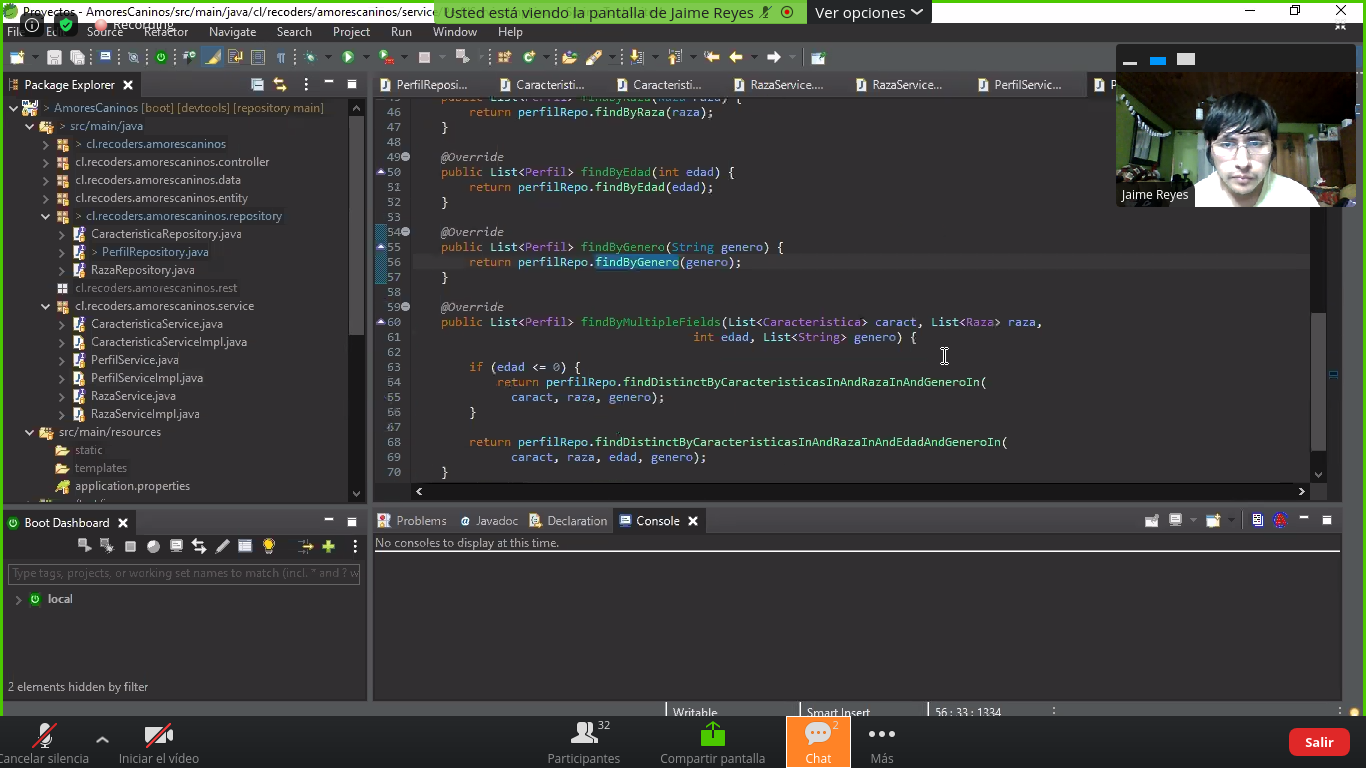 Proyectos - AmoresCaninos/src/main/java/cl/recoders/amorescaninos/service
Usted está viendo la pantalla de Jaime Reyes
Ver opciones
Recording
Source Refactor Navigate Search Project Run Window Help
Package Explorer
AmoresCaninos [boot] [devtools] [repository main]
> src/main/java
> cl.recoders.amorescaninos
cl.recoders.amorescaninos.controller
cl.recoders.amorescaninos.data
cl.recoders.amorescaninos.entity
> cl.recoders.amorescaninos.repository
CaracteristicaRepository.java
> PerfilRepository.java
RazaRepository.java
cl.recoders.amorescaninos.rest
cl.recoders.amorescaninos.service
CaracteristicaService.java
CaracteristicaServiceImpl.java
PerfilService.java
PerfilServiceImpl.java
RazaService.java
RazaServiceImpl.java
src/main/resources
static
templates
application.properties
PerfilReposi... Caracteristi... Caracteristi... RazaService.... RazaService... PerfilServic... P
46 return perfilRepo.findByRaza(raza);
47 }
48
49 @Override
50 public List<Perfil> findByEdad(int edad) {
51 return perfilRepo.findByEdad(edad);
52 }
53
54 @Override
55 public List<Perfil> findByGenero(String genero) {
56 return perfilRepo.findByGenero(genero);
57 }
58
59 @Override
60 public List<Perfil> findByMultipleFields(List<Caracteristica> caract, List<Raza> raza,
61 int edad, List<String> genero) {
62
63 if (edad <= 0) {
64 return perfilRepo.findDistinctByCaracteristicasInAndRazaInAndGeneroIn(
65 caract, raza, genero);
66 }
67
68 return perfilRepo.findDistinctByCaracteristicasInAndRazaInAndEdadAndGeneroIn(
69 caract, raza, edad, genero);
70 }
Jaime Reyes
Boot Dashboard
Type tags, projects, or working set names to match (incl. * and ? w
local
2 elements hidden by filter
Problems Javadoc Declaration Console
No consoles to display at this time.
Writable Smart Insert 56 : 33 : 1334
Cancelar silencia
Iniciar el vídeo
32
Participantes
Compartir pantalla
2
Chat
Más
Salir